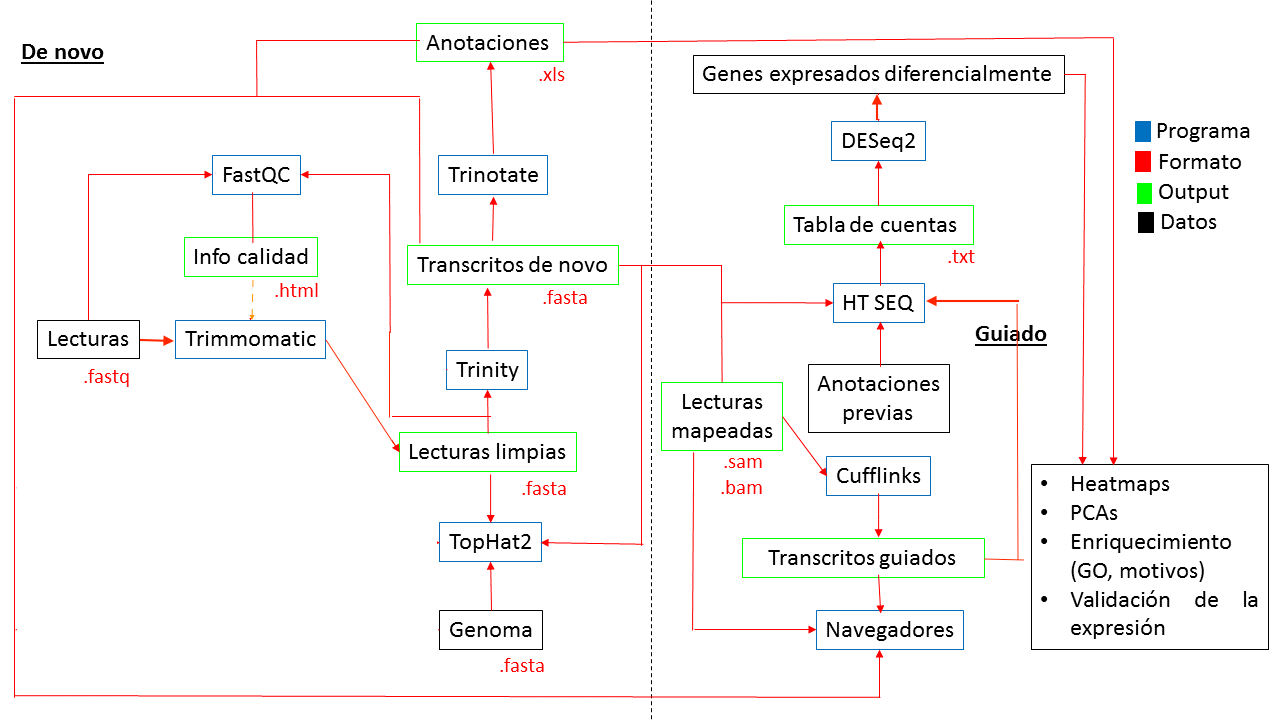 De novo
Anotaciones
.xls
Trinotate
FastQC
Info calidad
.html
Transcritos de novo
.fasta
Lecturas
.fastq
Trimmomatic
Trinity
Lecturas limpias
.fasta
TopHat2
Genoma
.fasta
Genes expresados diferencialmente
DESeq2
Tabla de cuentas
.txt
HT SEQ
Guiado
Anotaciones
previas
Lecturas
mapeadas
.sam
.bam
Cufflinks
Transcritos guiados
Navegadores
Programa
Formato
Output
Datos
• Heatmaps
• PCAs
• Enriquecimiento
(GO, motivos)
• Validación de la
expresión